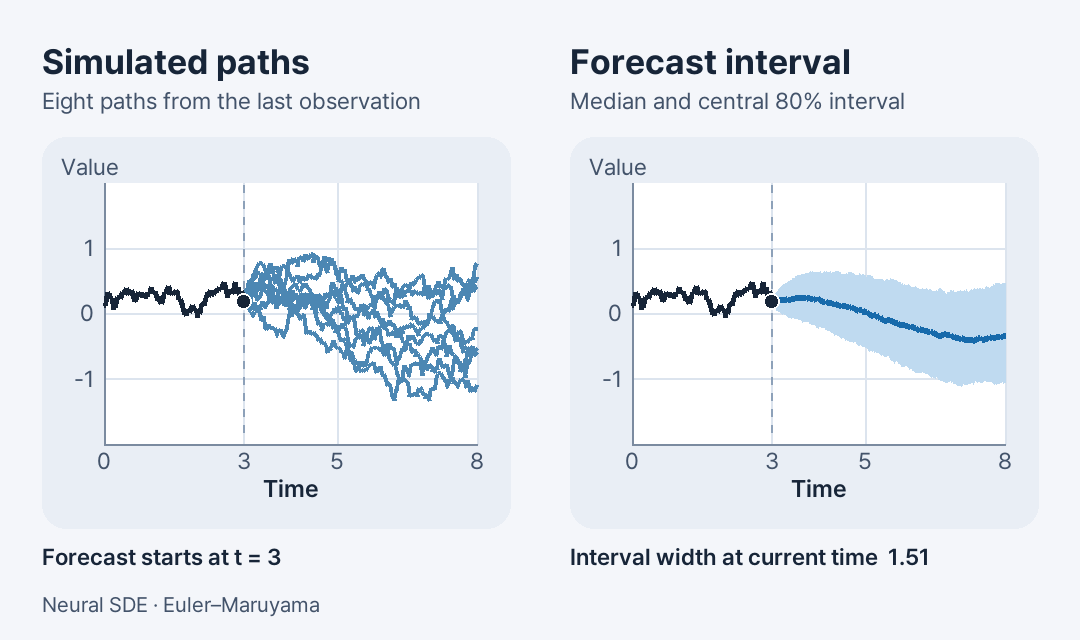 Simulated paths
Eight paths from the last observation
Value
1
0
-1
0 3 5 8
Time
Forecast starts at t = 3
Forecast interval
Median and central 80% interval
Value
1
0
-1
0 3 5 8
Time
Interval width at current time 1.51
Neural SDE · Euler–Maruyama